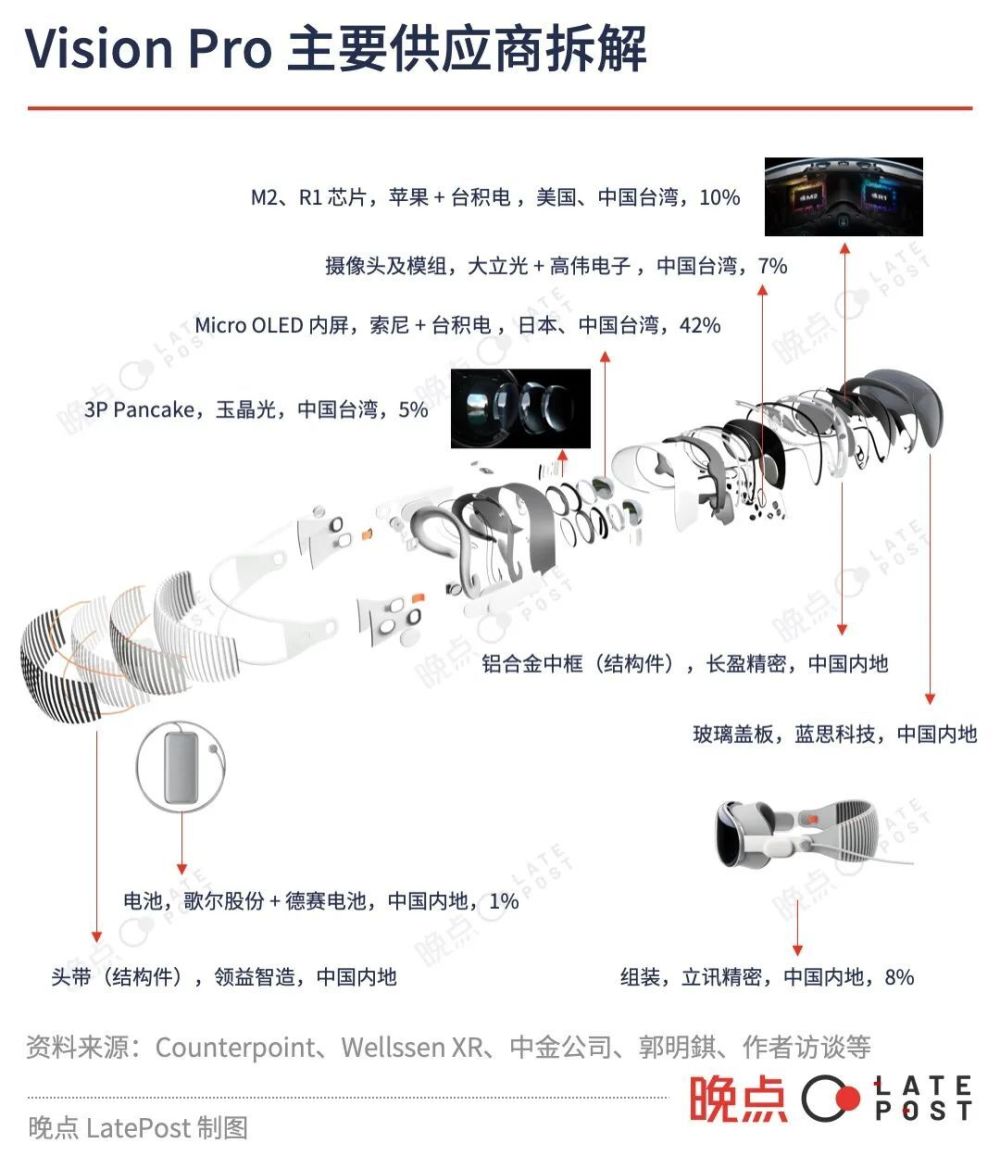 Vision Pro 主要供应商拆解
M2、R1 芯片，苹果 + 台积电，美国、中国台湾，10%
M2
R1
摄像头及模组，大立光 + 高伟电子，中国台湾，7%
Micro OLED 内屏，索尼 + 台积电，日本、中国台湾，42%
3P Pancake，玉晶光，中国台湾，5%
铝合金中框（结构件），长盈精密，中国内地
玻璃盖板，蓝思科技，中国内地
电池，歌尔股份 + 德赛电池，中国内地，1%
头带（结构件），领益智造，中国内地
组装，立讯精密，中国内地，8%
资料来源：Counterpoint、Wellssen XR、中金公司、郭明錤、作者访谈等
晚点 LATE POST
晚点 LatePost 制图